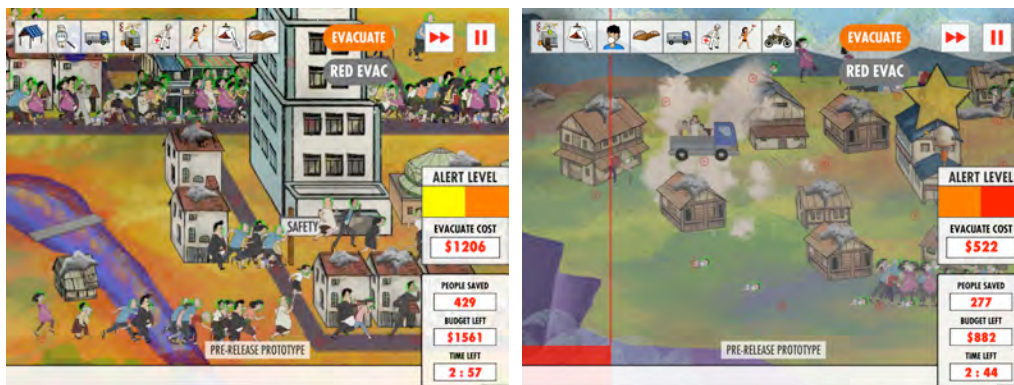 EVACUATE
RED EVAC
SAFETY
ALERT LEVEL
EVACUATE COST
$1206
PEOPLE SAVED
429
BUDGET LEFT
$1561
TIME LEFT
2 : 57
PRE-RELEASE PROTOTYPE
EVACUATE
RED EVAC
ALERT LEVEL
EVACUATE COST
$522
PEOPLE SAVED
277
BUDGET LEFT
$882
TIME LEFT
2 : 44
PRE-RELEASE PROTOTYPE